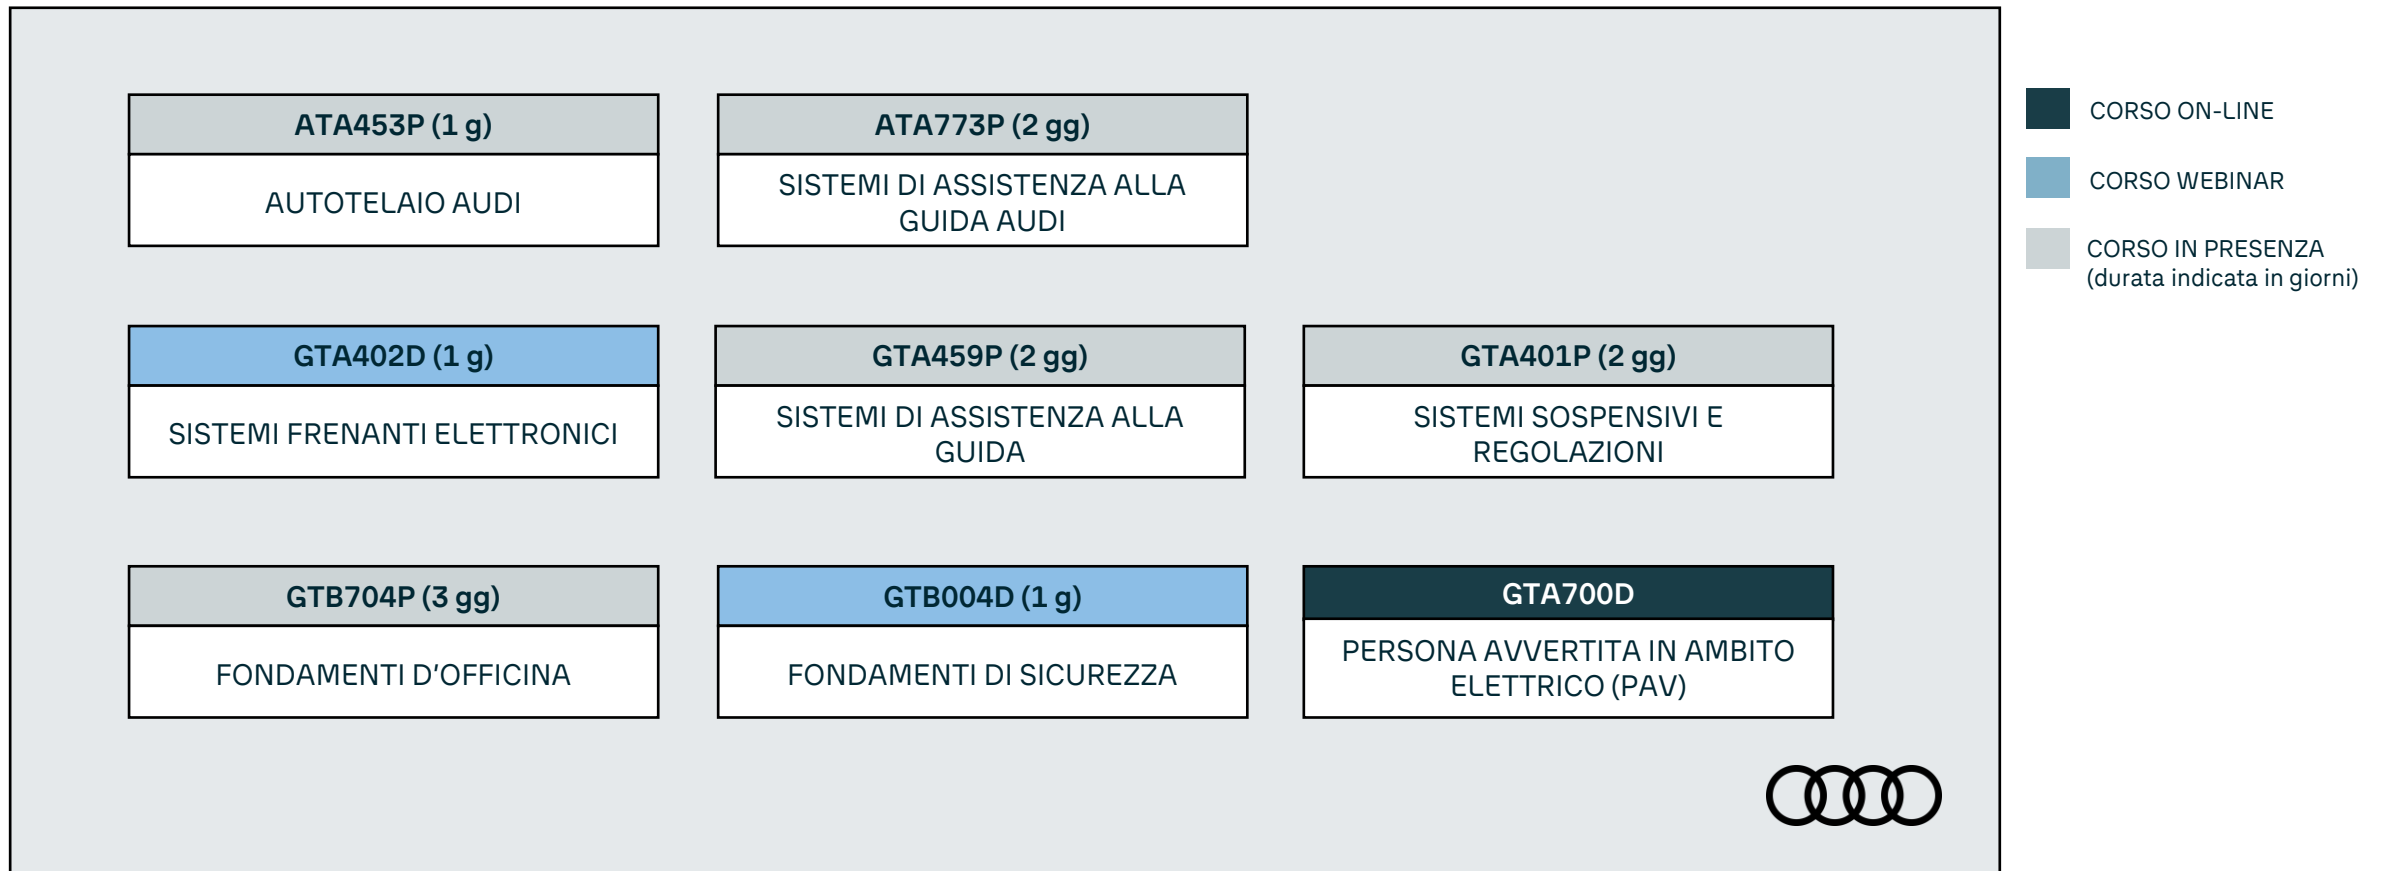 ATA453P (1 g)
AUTOTELAIO AUDI
ATA773P (2 gg)
SISTEMI DI ASSISTENZA ALLA
GUIDA AUDI
GTA402D (1 g)
SISTEMI FRENANTI ELETTRONICI
GTA459P (2 gg)
SISTEMI DI ASSISTENZA ALLA
GUIDA
GTA401P (2 gg)
SISTEMI SOSPENSIVI E
REGOLAZIONI
GTB704P (3 gg)
FONDAMENTI D'OFFICINA
GTB004D (1 g)
FONDAMENTI DI SICUREZZA
GTA700D
PERSONA AVVERTITA IN AMBITO
ELETTRICO (PAV)
CORSO ON-LINE
CORSO WEBINAR
CORSO IN PRESENZA
(durata indicata in giorni)